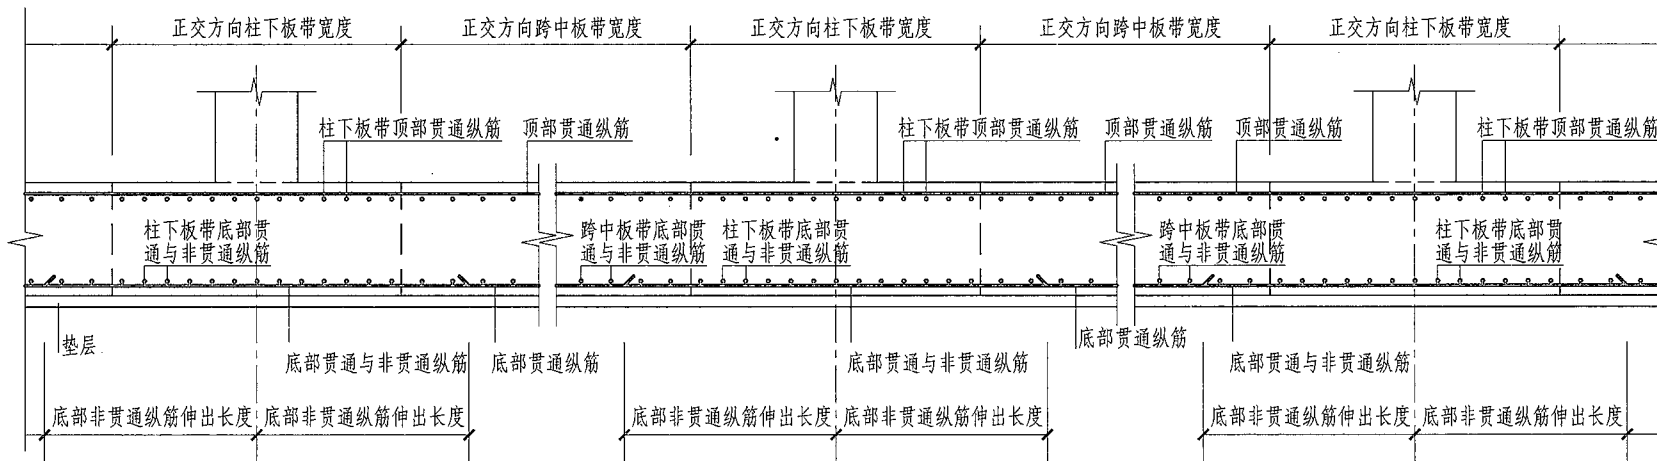 正交方向柱下板带宽度
正交方向跨中板带宽度
正交方向柱下板带宽度
正交方向跨中板带宽度
正交方向柱下板带宽度
柱下板带顶部贯通纵筋
顶部贯通纵筋
柱下板带顶部贯通纵筋
顶部贯通纵筋
顶部贯通纵筋
柱下板带顶部贯通纵筋
柱下板带底部贯
通与非贯通纵筋
跨中板带底部贯
通与非贯通纵筋
柱下板带底部贯
通与非贯通纵筋
跨中板带底部贯
通与非贯通纵筋
柱下板带底部贯
通与非贯通纵筋
垫层
底部贯通与非贯通纵筋
底部贯通纵筋
底部贯通与非贯通纵筋
底部贯通纵筋
底部贯通与非贯通纵筋
底部非贯通纵筋伸出长度
底部非贯通纵筋伸出长度
底部非贯通纵筋伸出长度
底部非贯通纵筋伸出长度
底部非贯通纵筋伸出长度
底部非贯通纵筋伸出长度